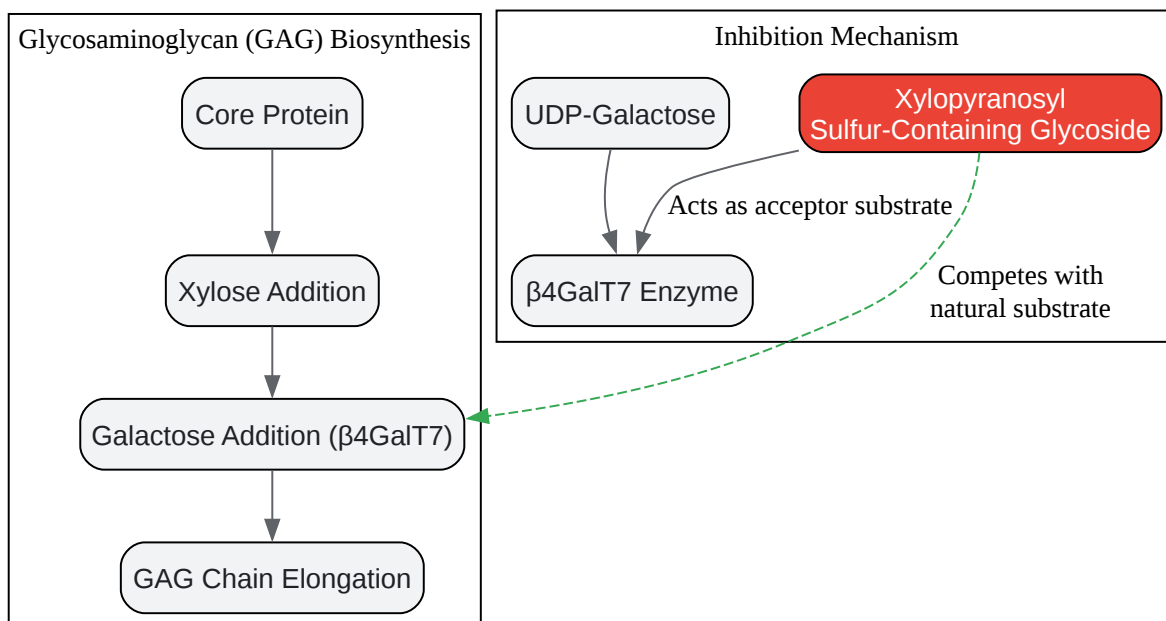 Glycosaminoglycan (GAG) Biosynthesis
Core Protein
Xylose Addition
Galactose Addition (β4GalT7)
GAG Chain Elongation
Inhibition Mechanism
UDP-Galactose
Xylopyranosyl
Sulfur-Containing Glycoside
Acts as acceptor substrate
β4GalT7 Enzyme
Competes with
natural substrate